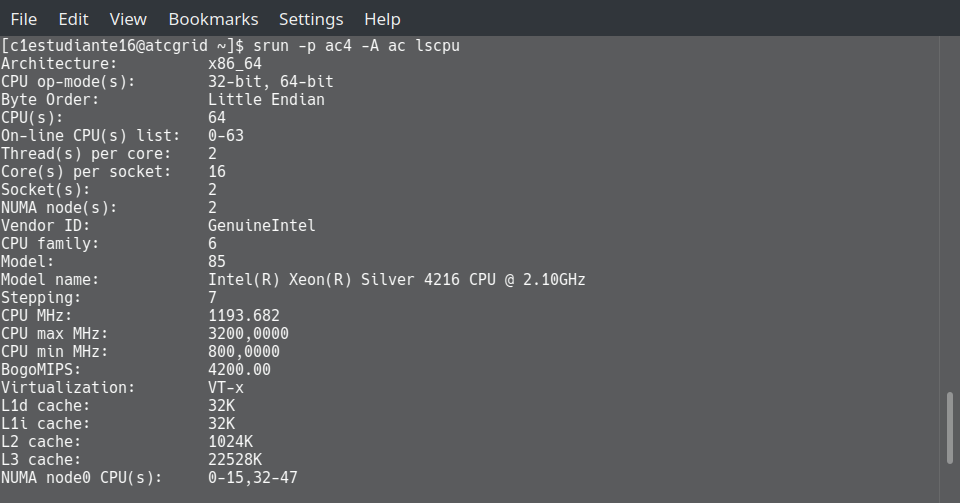 File Edit View Bookmarks Settings Help
[c1estudiante16@atcgrid ~]$ srun -p ac4 -A ac lscpu
Architecture: x86_64
CPU op-mode(s): 32-bit, 64-bit
Byte Order: Little Endian
CPU(s): 64
On-line CPU(s) list: 0-63
Thread(s) per core: 2
Core(s) per socket: 16
Socket(s): 2
NUMA node(s): 2
Vendor ID: GenuineIntel
CPU family: 6
Model: 85
Model name: Intel(R) Xeon(R) Silver 4216 CPU @ 2.10GHz
Stepping: 7
CPU MHz: 1193.682
CPU max MHz: 3200,0000
CPU min MHz: 800,0000
BogoMIPS: 4200.00
Virtualization: VT-x
L1d cache: 32K
L1i cache: 32K
L2 cache: 1024K
L3 cache: 22528K
NUMA node0 CPU(s): 0-15,32-47